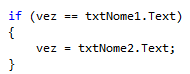 if (vez == txtNome1.Text)
{
    vez = txtNome2.Text;
}